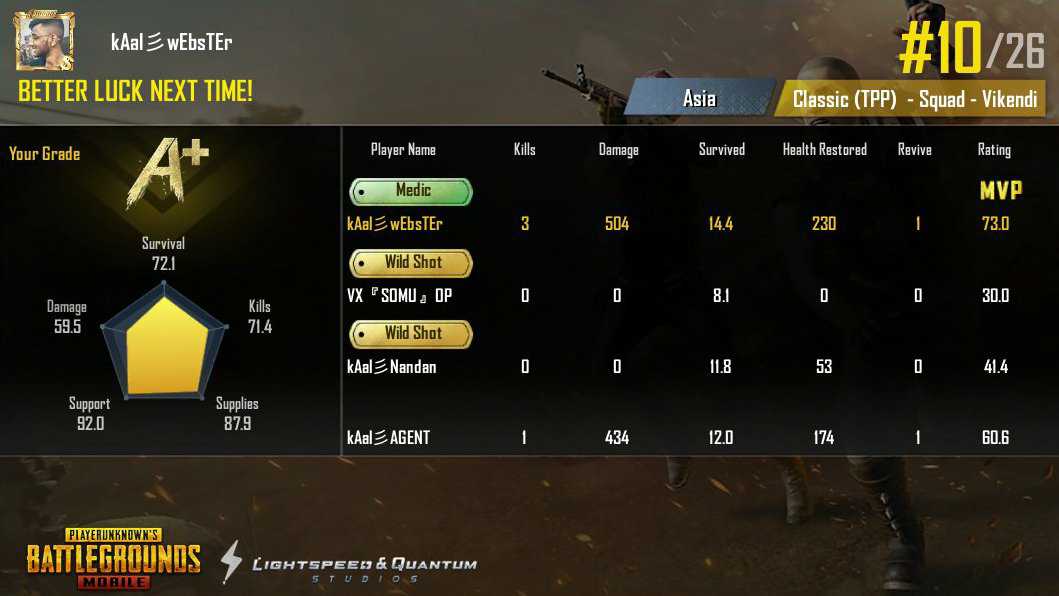 kAal彡wEbsTEr
BETTER LUCK NEXT TIME!
#10/26
Asia
Classic (TPP) - Squad - Vikendi
Your Grade
A+
Survival
72.1
Damage
59.5
Kills
71.4
Support
92.0
Supplies
87.9
Player Name Kills Damage Survived Health Restored Revive Rating
Medic MVP
kAal彡wEbsTEr 3 504 14.4 230 1 73.0
Wild Shot
VX『SOMU』OP 0 0 8.1 0 0 30.0
Wild Shot
kAal彡Nandan 0 0 11.8 53 0 41.4
kAal彡AGENT 1 434 12.0 174 1 60.6
PLAYERUNKNOWN'S
BATTLEGROUNDS
MOBILE
LIGHTSPEED & QUANTUM
STUDIOS